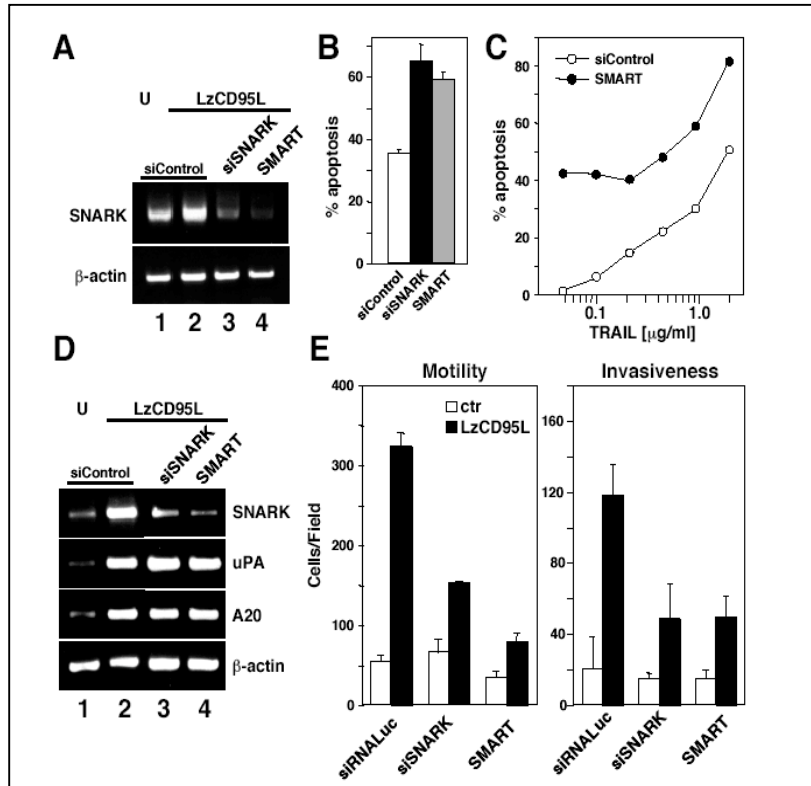 A
U LzCD95L
siControl siSNARK SMART
SNARK
β-actin
1 2 3 4
B
% apoptosis
60
40
20
0
siControl siSNARK SMART
C
siControl
SMART
% apoptosis
80
60
40
20
0
0.1 1.0
TRAIL [µg/ml]
D
U LzCD95L
siControl siSNARK SMART
SNARK
uPA
A20
β-actin
1 2 3 4
E
Motility Invasiveness
ctr
LzCD95L
Cells/Field
400
300
200
100
0
160
120
80
40
0
siRNALuc siSNARK SMART siRNALuc siSNARK SMART